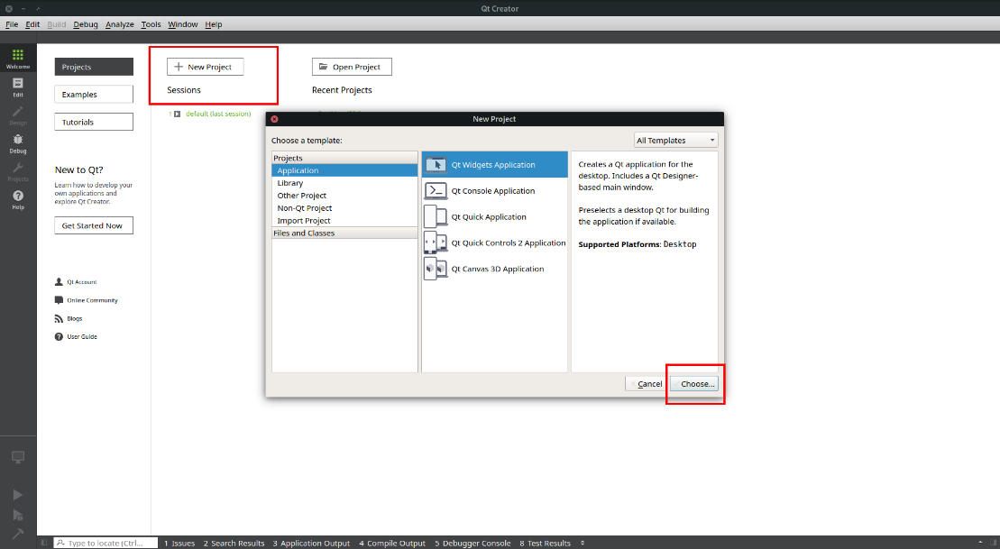 Qt Creator
File Edit Build Debug Analyze Tools Window Help
Welcome
Edit
Design
Debug
Projects
Help
Projects
Examples
Tutorials
New to Qt?
Learn how to develop your
own applications and
explore Qt Creator.
Get Started Now
Qt Account
Online Community
Blogs
User Guide
New Project
Open Project
Sessions
Recent Projects
1 default (last session)
New Project
Choose a template:
All Templates
Projects
Application
Library
Other Project
Non-Qt Project
Import Project
Files and Classes
Qt Widgets Application
Qt Console Application
Qt Quick Application
Qt Quick Controls 2 Application
Qt Canvas 3D Application
Creates a Qt application for the
desktop. Includes a Qt Designer-
based main window.
Preselects a desktop Qt for building
the application if available.
Supported Platforms: Desktop
Cancel
Choose...
Type to locate (Ctrl...
1 Issues 2 Search Results 3 Application Output 4 Compile Output 5 Debugger Console 8 Test Results